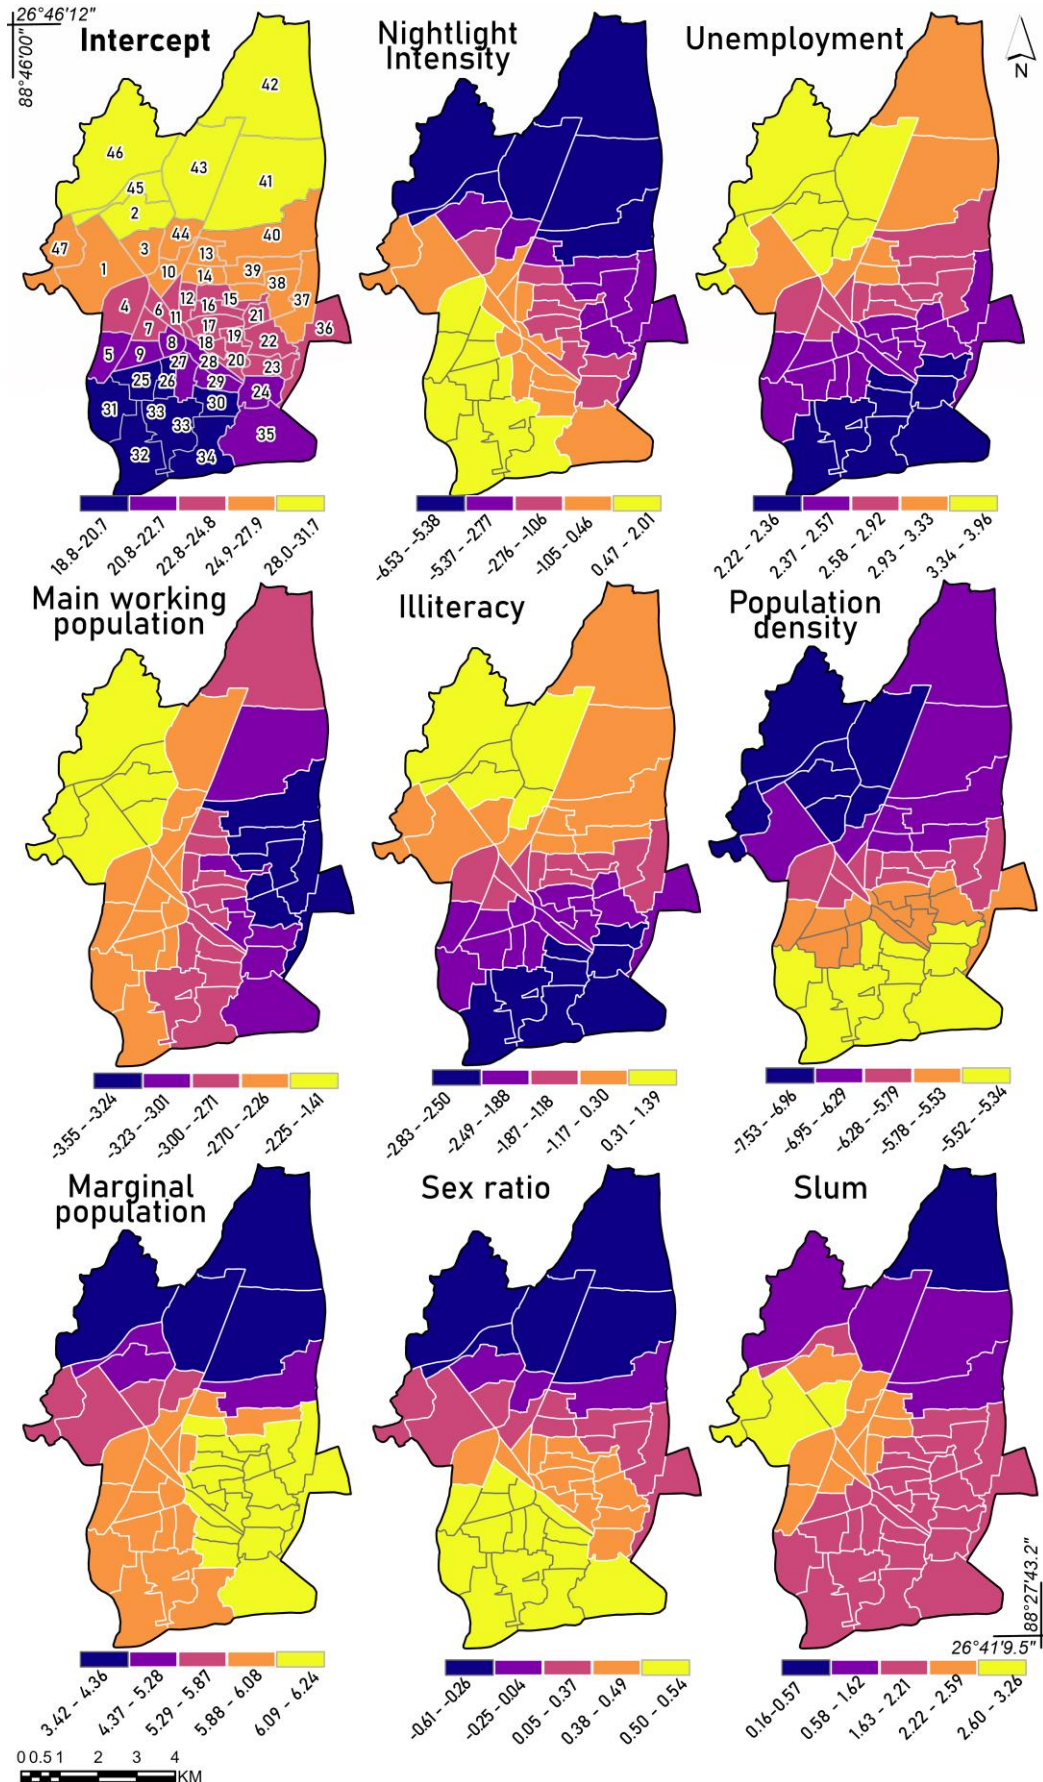 26°46'12"
88°46'00"
Intercept
Nightlight
Intensity
Unemployment
N
42
46
43
41
45
2
44
40
47
3
13
1
10
14
39
38
12
15
37
4
6
16
21
11
36
7
17
19
22
8
18
5
9
27
28
20
23
25
26
29
24
31
33
30
33
35
32
34
18.8-20.7
20.8-22.7
22.8-24.8
24.9-27.9
28.0-31.7
-6.53 - -5.38
-5.37 - -2.77
-2.76 - -1.06
-1.05 - 0.46
0.47 - 2.01
2.22 - 2.36
2.37 - 2.57
2.58 - 2.92
2.93 - 3.33
3.34 - 3.96
Main working
population
Illiteracy
Population
density
-3.55 - -3.24
-3.23 - -3.01
-3.00 - -2.71
-2.70 - -2.26
-2.25 - -1.41
-2.83 - -2.50
-2.49 - -1.88
-1.87 - -1.18
-1.17 - 0.30
0.31 - 1.39
-7.53 - -6.96
-6.95 - -6.29
-6.28 - -5.79
-5.78 - -5.53
-5.52 - -5.34
Marginal
population
Sex ratio
Slum
88°27'43.2"
26°41'9.5"
3.42 - 4.36
4.37 - 5.28
5.29 - 5.87
5.88 - 6.08
6.09 - 6.24
-0.61 - -0.26
-0.25 - 0.04
0.05 - 0.37
0.38 - 0.49
0.50 - 0.54
0.16-0.57
0.58 - 1.62
1.63 - 2.21
2.22 - 2.59
2.60 - 3.26
0 0.5 1 2 3 4
KM